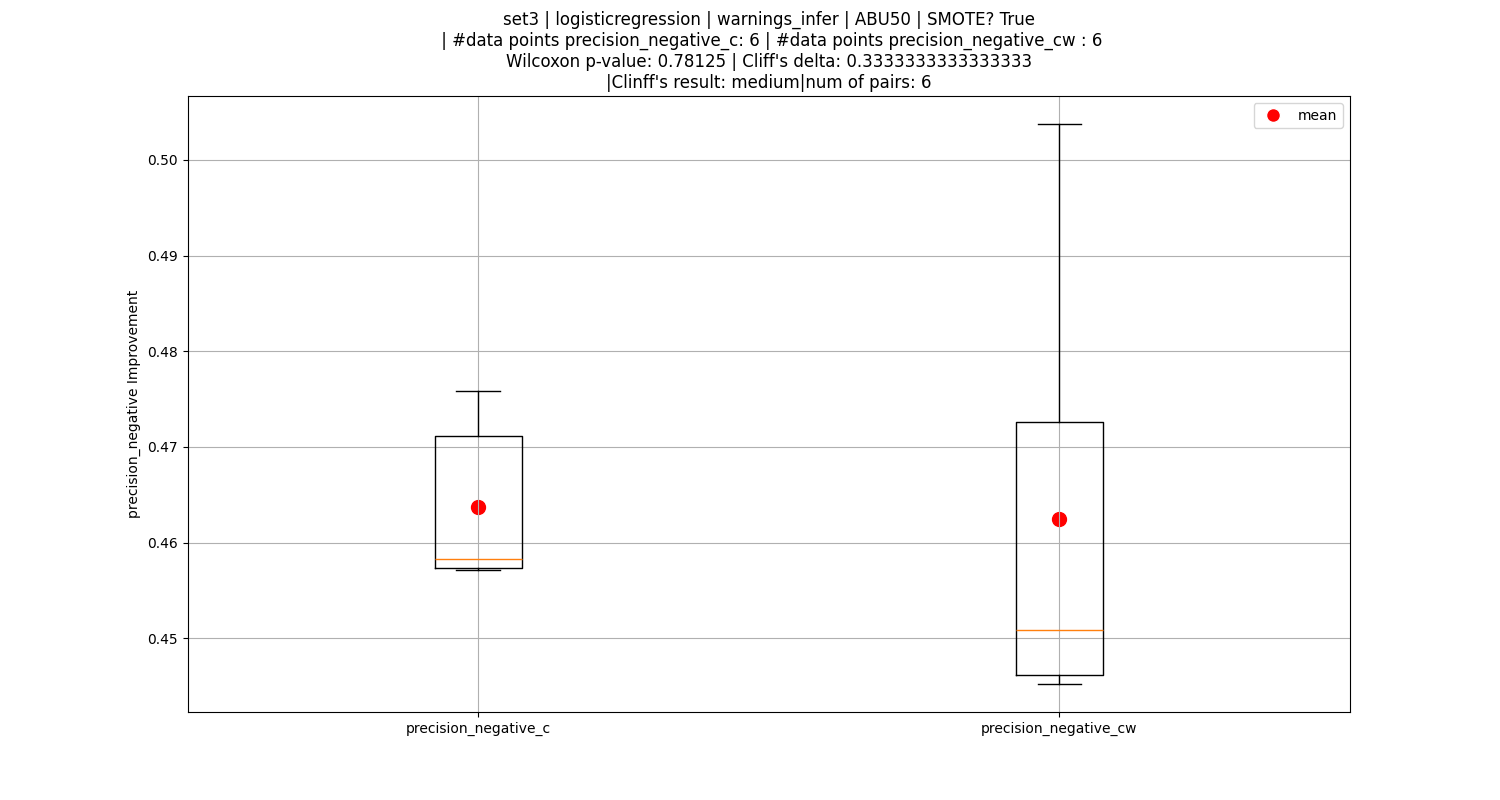 set3 | logisticregression | warnings_infer | ABU50 | SMOTE? True
| #data points precision_negative_c: 6 | #data points precision_negative_cw : 6
Wilcoxon p-value: 0.78125 | Cliff's delta: 0.3333333333333333
|Clinff's result: medium|num of pairs: 6
mean
0.50
0.49
0.48
0.47
0.46
0.45
precision_negative Improvement
precision_negative_c
precision_negative_cw